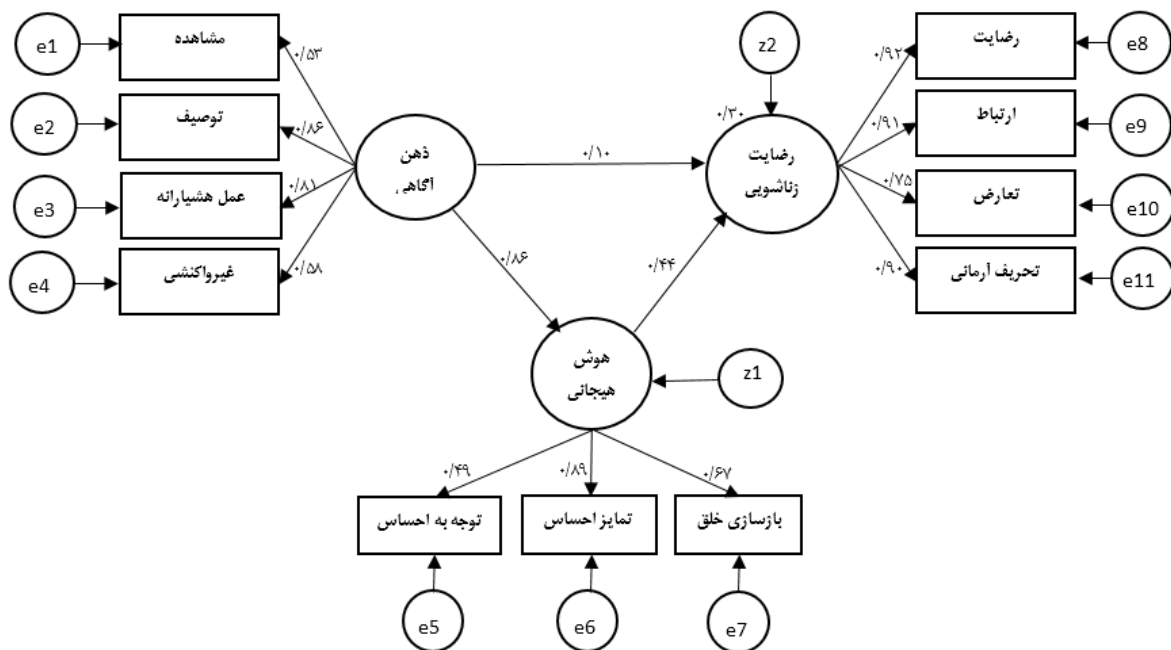 e1
مشاهده
۰/۵۳
z2
رضایت
e8
۰/۹۲
e2
توصیف
۰/۸۶
ذهن
آگاهی
۰/۱۰
۰/۳۰
رضایت
زناشویی
۰/۹۱
ارتباط
e9
e3
عمل هشیارانه
۰/۸۱
۰/۷۵
تعارض
e10
e4
غیرواکنشی
۰/۵۸
۰/۸۶
۰/۴۴
۰/۹۰
تحریف آرمانی
e11
هوش
هیجانی
z1
۰/۴۹
۰/۸۹
۰/۶۷
توجه به احساس
تمایز احساس
بازسازی خلق
e5
e6
e7